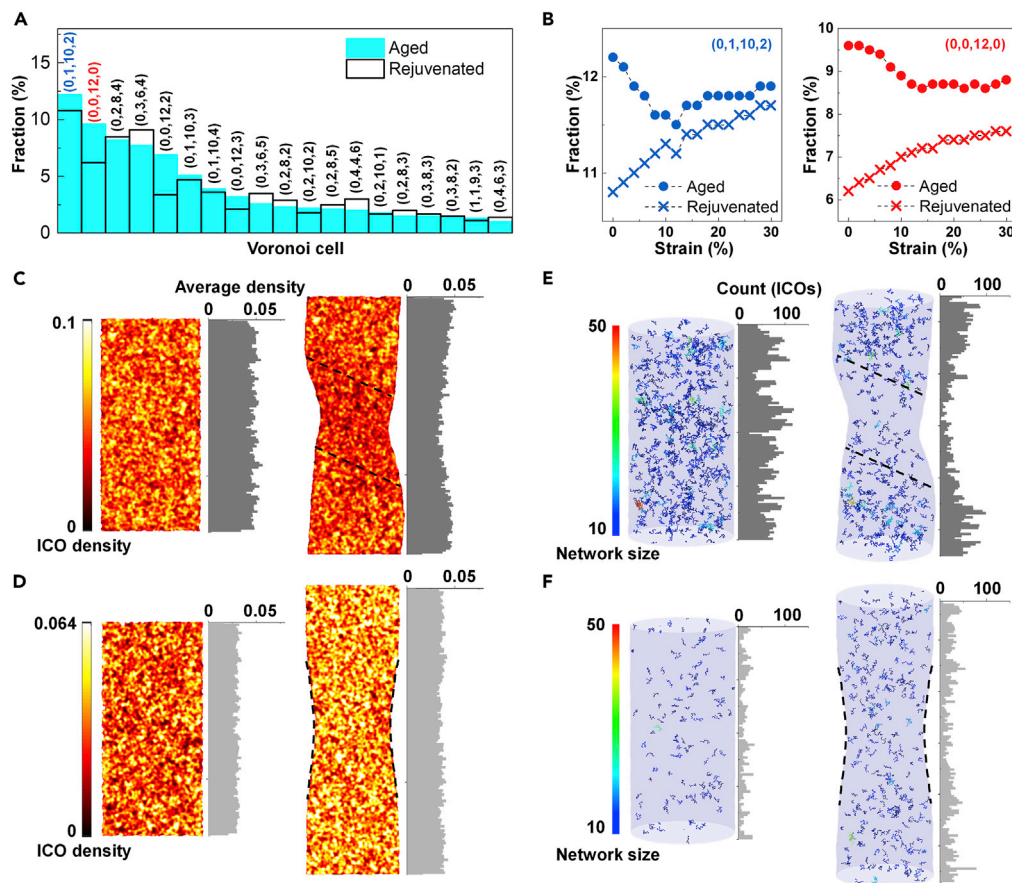 A
Fraction (%)
15
10
5
0
(0,1,10,2)
(0,0,12,0)
(0,2,8,4)
(0,3,6,4)
(0,0,12,2)
(0,1,10,3)
(0,1,10,4)
(0,0,12,3)
(0,3,6,5)
(0,2,8,2)
(0,2,10,2)
(0,2,8,5)
(0,4,4,6)
(0,2,10,1)
(0,2,8,3)
(0,3,8,3)
(0,3,8,2)
(1,1,9,3)
(0,4,6,3)
Aged
Rejuvenated
Voronoi cell
B
Fraction (%)
12
11
(0,1,10,2)
Aged
Rejuvenated
0 10 20 30
Strain (%)
Fraction (%)
10
9
8
7
6
(0,0,12,0)
Aged
Rejuvenated
0 10 20 30
Strain (%)
C
Average density
0 0.05
0 0.05
0.1
0
ICO density
D
0 0.05
0 0.05
0.064
0
ICO density
E
Count (ICOs)
0 100
0 100
50
10
Network size
F
0 100
0 100
50
10
Network size